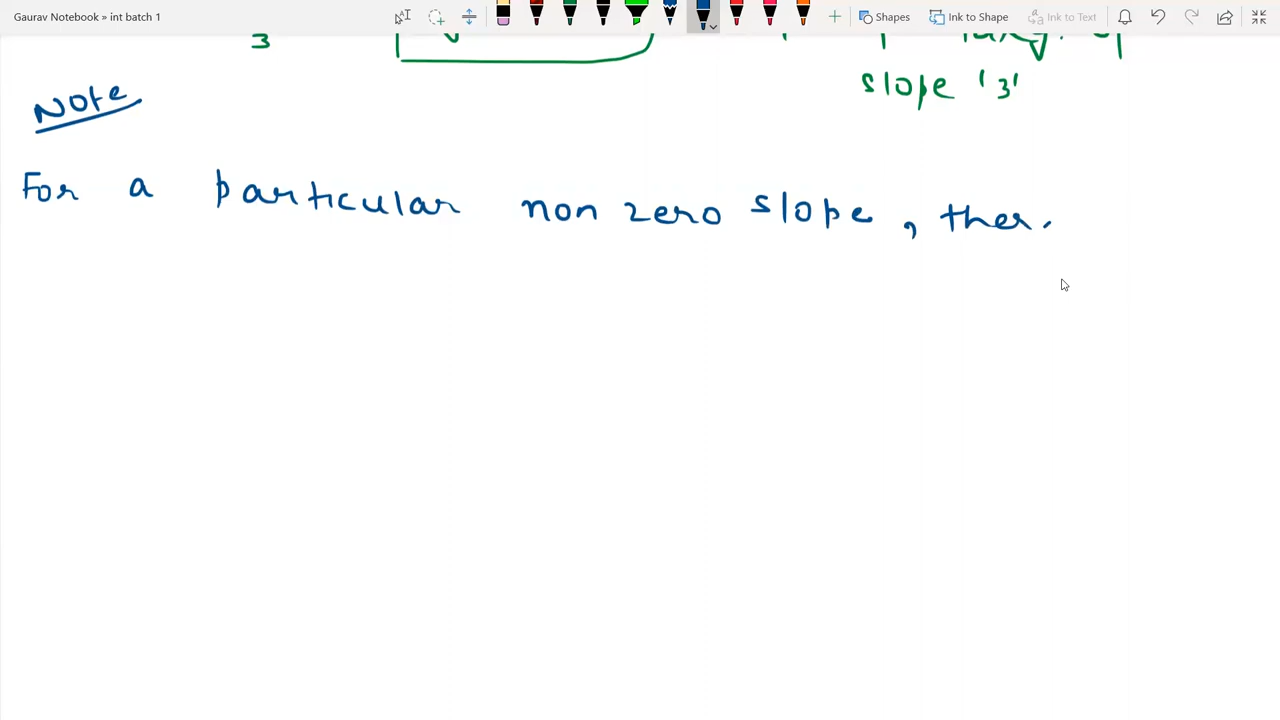 Gaurav Notebook » int batch 1
Shapes
Ink to Shape
Ink to Text
3
slope '3'
Note
For a particular non zero slope, ther